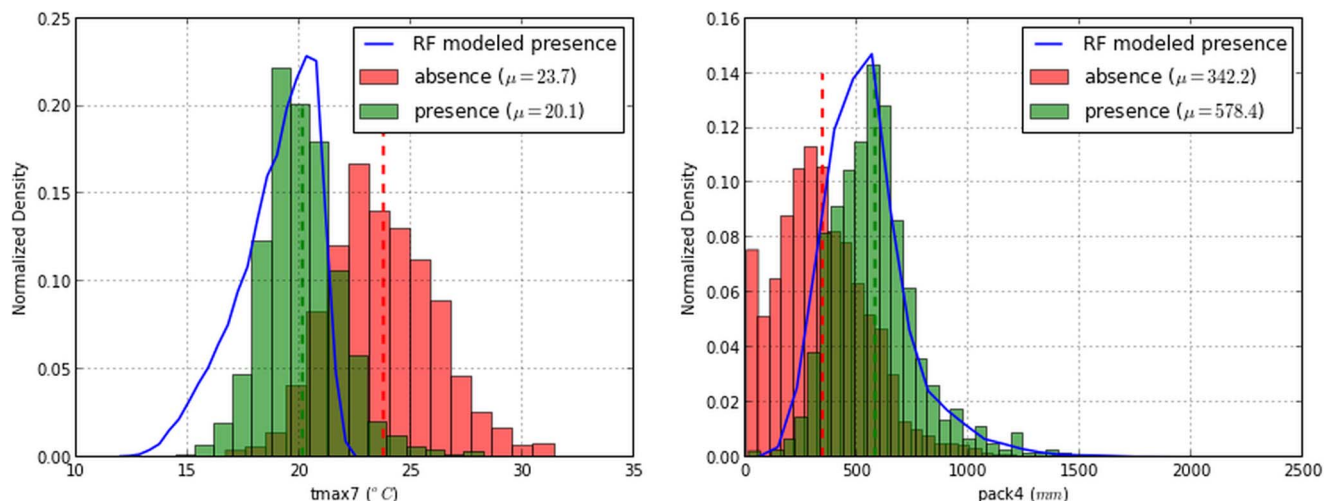 0.25
0.20
0.15
0.10
0.05
0.00
Normalized Density
RF modeled presence
absence (μ=23.7)
presence (μ=20.1)
10 15 20 25 30 35
tmax7 (°C)
0.16
0.14
0.12
0.10
0.08
0.06
0.04
0.02
0.00
Normalized Density
RF modeled presence
absence (μ=342.2)
presence (μ=578.4)
0 500 1000 1500 2000 2500
pack4 (mm)